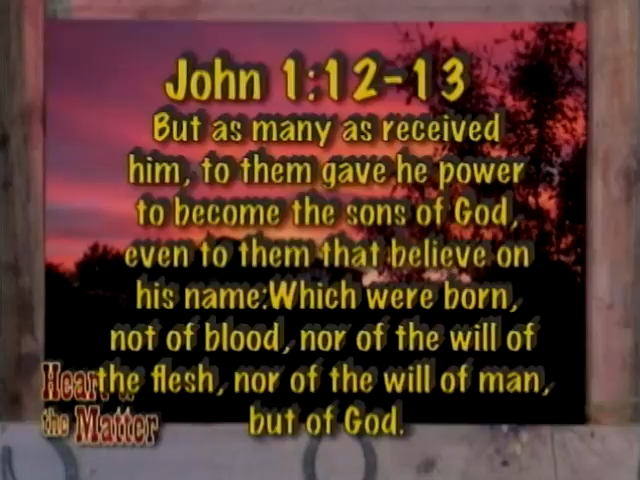 John 1:12-13
But as many as received
him, to them gave he power
to become the sons of God,
even to them that believe on
his name:Which were born,
not of blood, nor of the will of
the flesh, nor of the will of man,
but of God.
Heart
the Matter